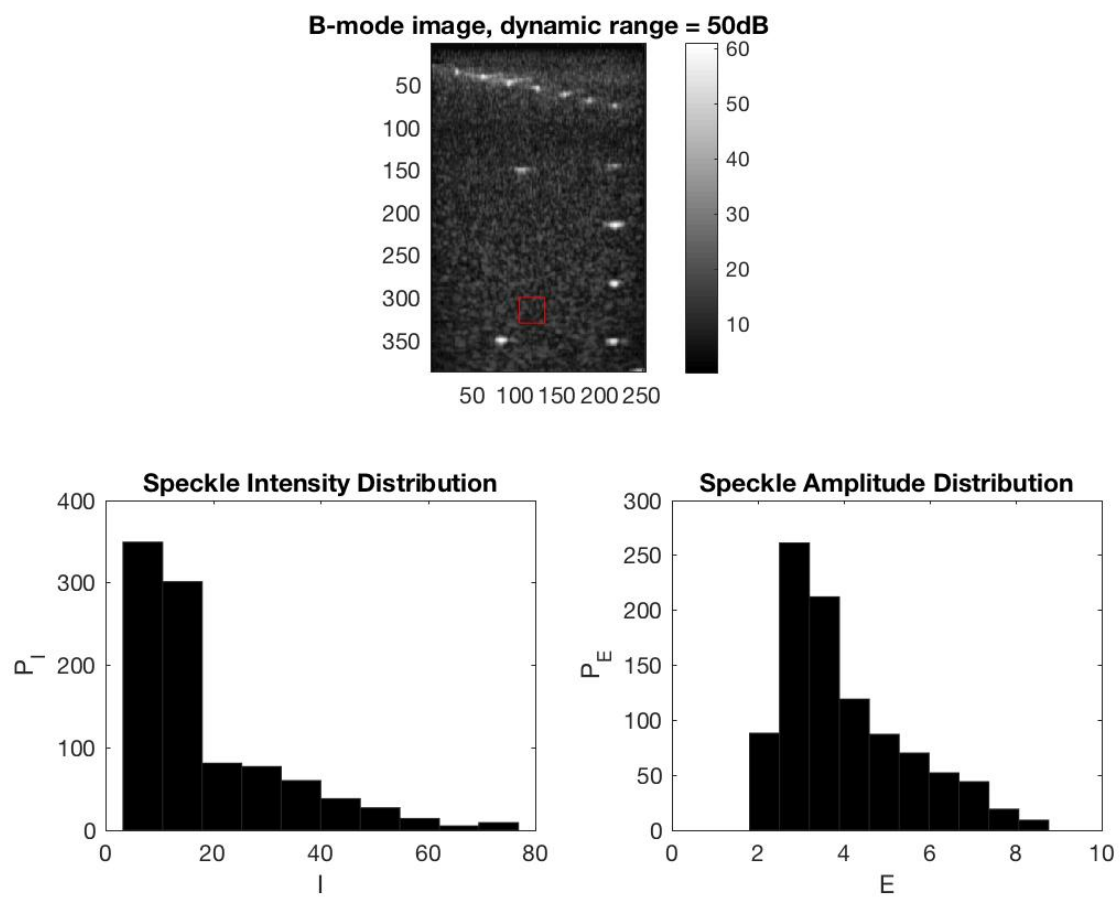 B-mode image, dynamic range = 50dB
50
100
150
200
250
300
350
50 100 150 200 250
60
50
40
30
20
10
Speckle Intensity Distribution
400
300
200
100
0
P_I
0 20 40 60 80
I
Speckle Amplitude Distribution
300
250
200
150
100
50
0
P_E
0 2 4 6 8 10
E